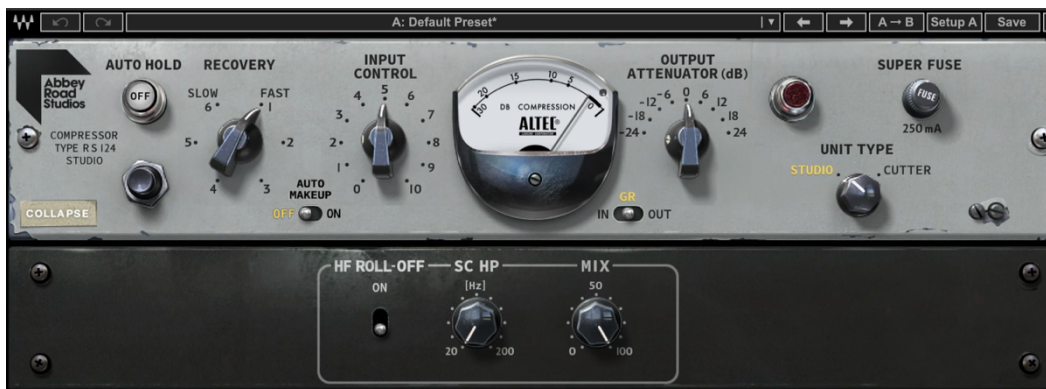 A: Default Preset*
A → B
Setup A
Save
Abbey
Road
Studios
COMPRESSOR
TYPE RS124
STUDIO
COLLAPSE
AUTO HOLD
OFF
RECOVERY
SLOW
FAST
6
1
5
2
4
3
AUTO
MAKEUP
OFF
ON
INPUT
CONTROL
5
4
6
3
7
2
8
1
9
0
10
30
20
15
10
5
0
DB COMPRESSION
ALTEL®
OUTPUT
ATTENUATOR (dB)
0
-6
6
-12
12
-18
18
-24
24
GR
IN
OUT
SUPER FUSE
FUSE
250mA
UNIT TYPE
STUDIO
CUTTER
HF ROLL-OFF
ON
SC HP
[Hz]
20
200
MIX
50
0
100